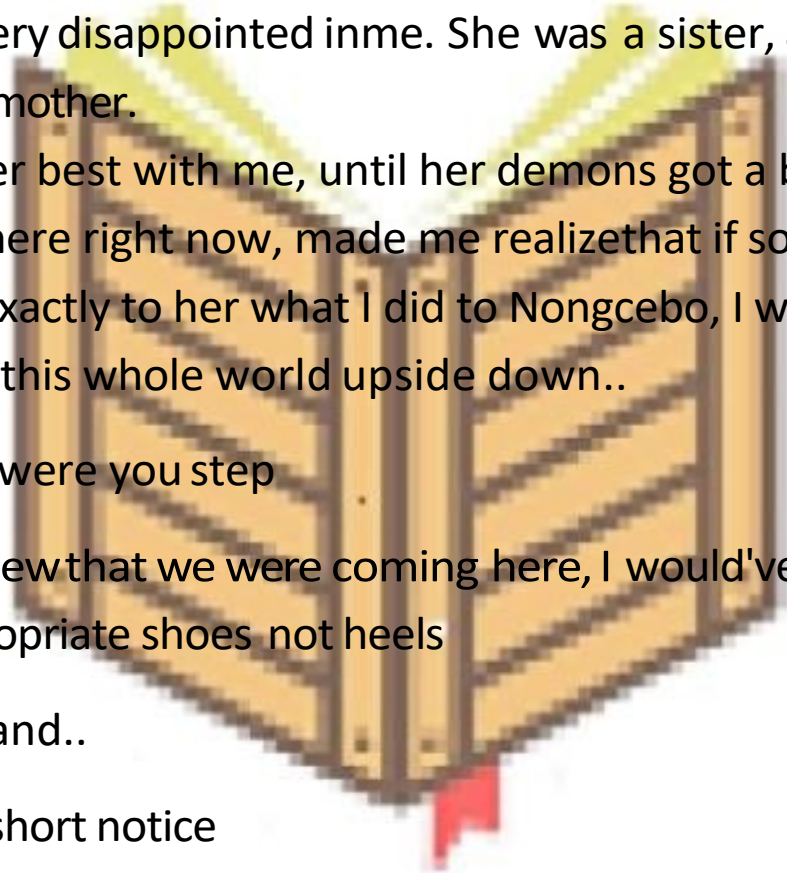 ery disappointed inme. She was a sister,
mother.
er best with me, until her demons got a
here right now, made me realizethat if so
xactly to her what I did to Nongcebo, I w
this whole world upside down..
were you step
ew that we were coming here, I would've
opriate shoes not heels
and..
short notice